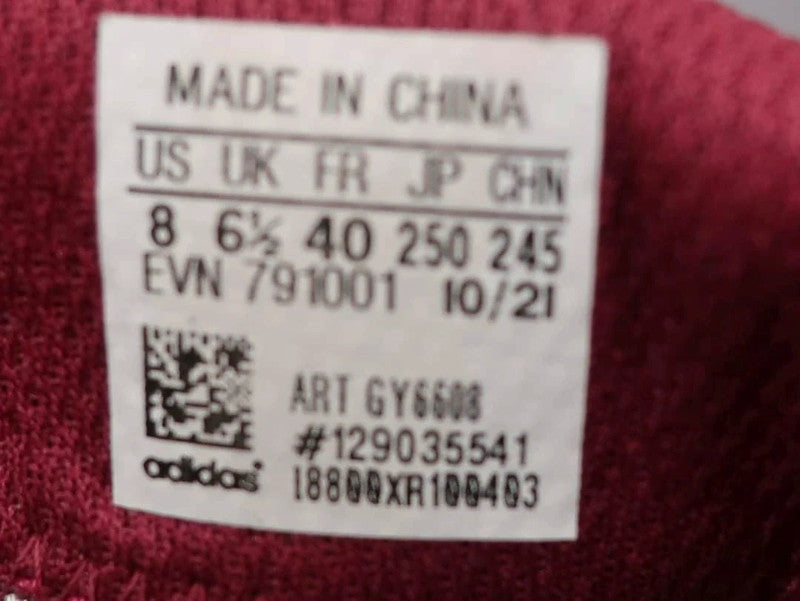 MADE IN CHINA
US UK FR JP CHN
8 6½ 40 250 245
EVN 791001 10/21
ART GY6608
#129035541
adidas
I8800XR100403